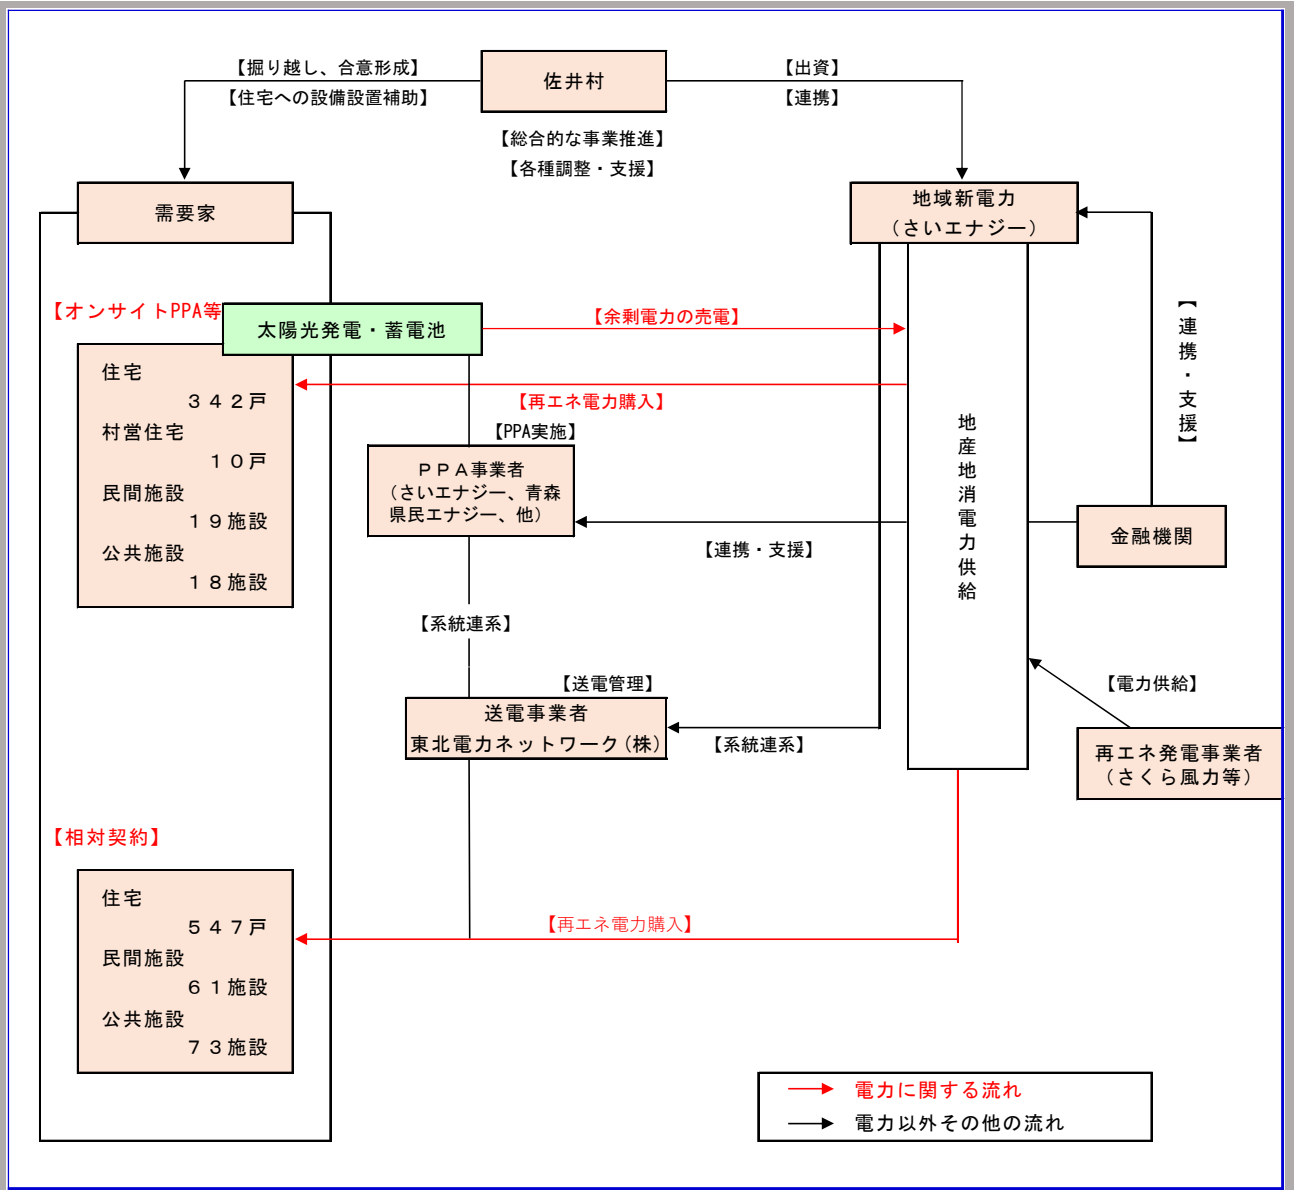 【掘り越し、合意形成】
【住宅への設備設置補助】
佐井村
【出資】
【連携】
【総合的な事業推進】
【各種調整・支援】
需要家
地域新電力
（さいエナジー）
【オンサイトPPA等
太陽光発電・蓄電池
【余剰電力の売電】
【連携・支援】
住宅
３４２戸
村営住宅
１０戸
民間施設
１９施設
公共施設
１８施設
【再エネ電力購入】
【PPA実施】
ＰＰＡ事業者
（さいエナジー、青森
県民エナジー、他）
【連携・支援】
地産地消電力供給
金融機関
【系統連系】
【送電管理】
送電事業者
東北電力ネットワーク(株)
【系統連系】
【電力供給】
再エネ発電事業者
（さくら風力等）
【相対契約】
住宅
５４７戸
民間施設
６１施設
公共施設
７３施設
【再エネ電力購入】
電力に関する流れ
電力以外その他の流れ